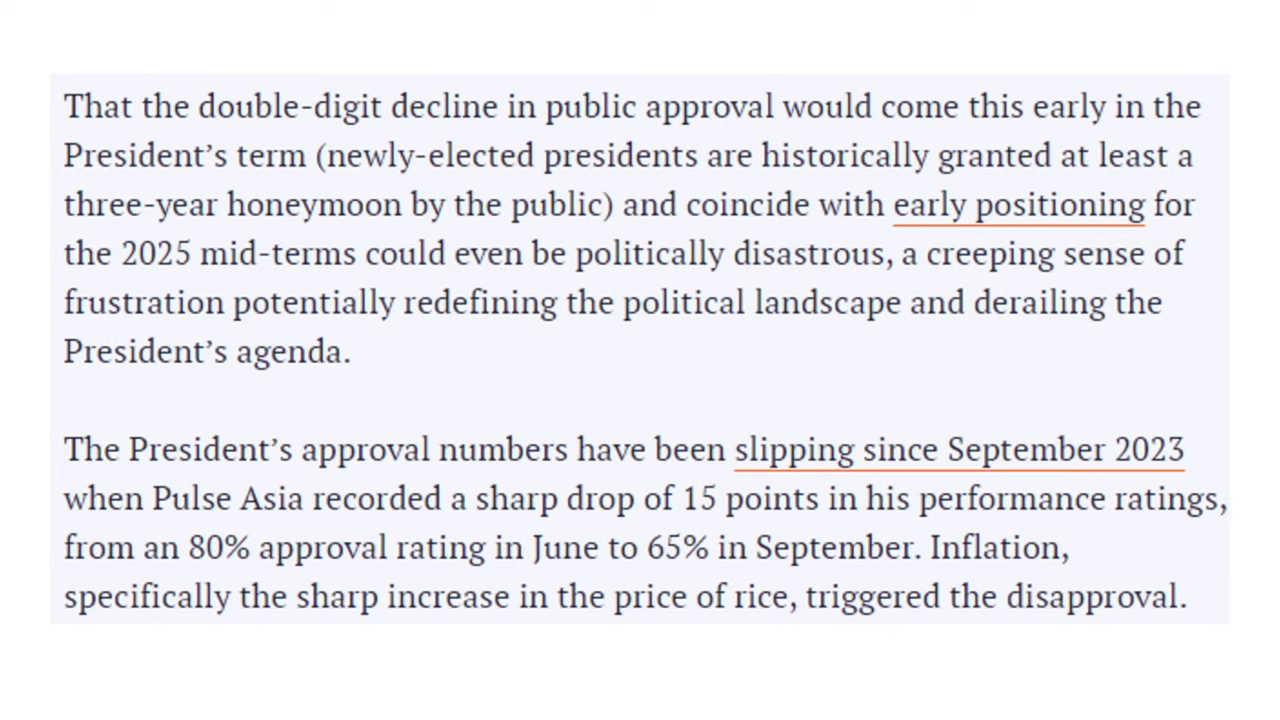 That the double-digit decline in public approval would come this early in the
President’s term (newly-elected presidents are historically granted at least a
three-year honeymoon by the public) and coincide with early positioning for
the 2025 mid-terms could even be politically disastrous, a creeping sense of
frustration potentially redefining the political landscape and derailing the
President’s agenda.
The President’s approval numbers have been slipping since September 2023
when Pulse Asia recorded a sharp drop of 15 points in his performance ratings,
from an 80% approval rating in June to 65% in September. Inflation,
specifically the sharp increase in the price of rice, triggered the disapproval.